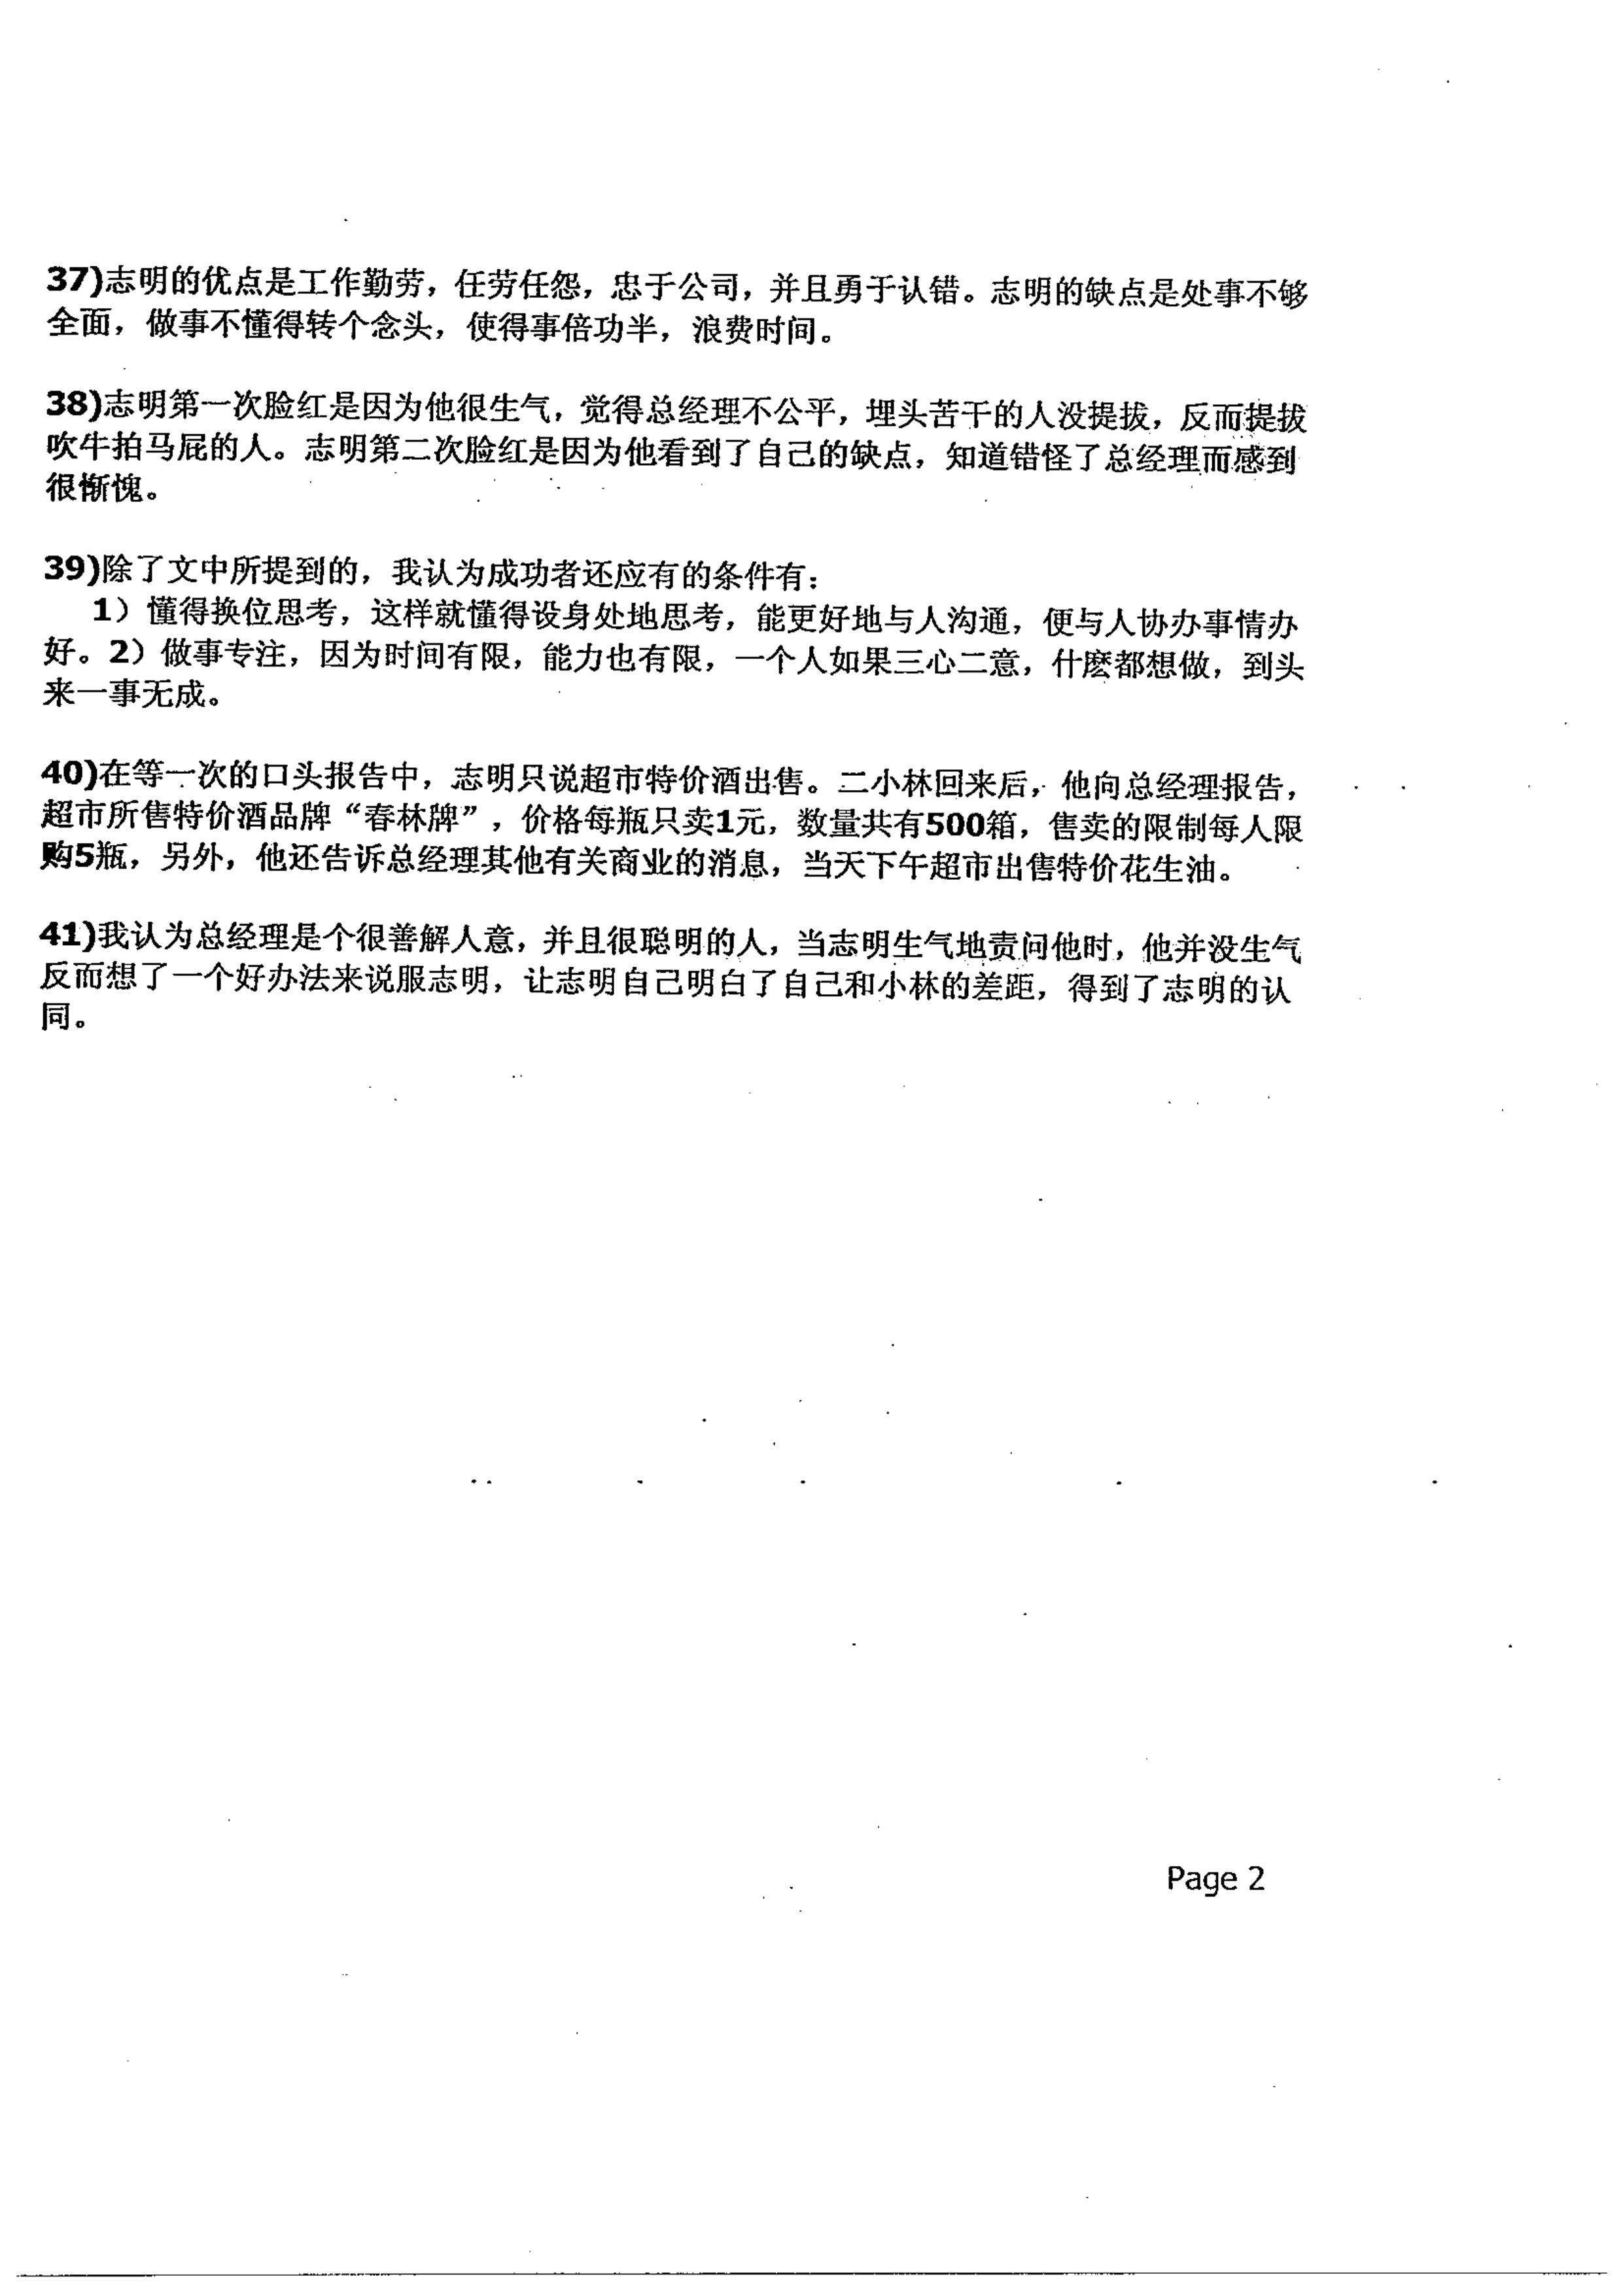 37)志明的优点是工作勤劳，任劳任怨，忠于公司，并且勇于认错。志明的缺点是处事不够
全面，做事不懂得转个念头，使得事倍功半，浪费时间。
38)志明第一次脸红是因为他很生气，觉得总经理不公平，埋头苦干的人没提拔，反而提拔
吹牛拍马屁的人。志明第二次脸红是因为他看到了自己的缺点，知道错怪了总经理而感到
很惭愧。
39)除了文中所提到的，我认为成功者还应有的条件有：
1）懂得换位思考，这样就懂得设身处地思考，能更好地与人沟通，便与人协办事情办
好。2）做事专注，因为时间有限，能力也有限，一个人如果三心二意，什麽都想做，到头
来一事无成。
40)在等一次的口头报告中，志明只说超市特价酒出售。二小林回来后，他向总经理报告，
超市所售特价酒品牌“春林牌”，价格每瓶只卖1元，数量共有500箱，售卖的限制每人限
购5瓶，另外，他还告诉总经理其他有关商业的消息，当天下午超市出售特价花生油。
41)我认为总经理是个很善解人意，并且很聪明的人，当志明生气地责问他时，他并没生气
反而想了一个好办法来说服志明，让志明自己明白了自己和小林的差距，得到了志明的认
同。
Page 2